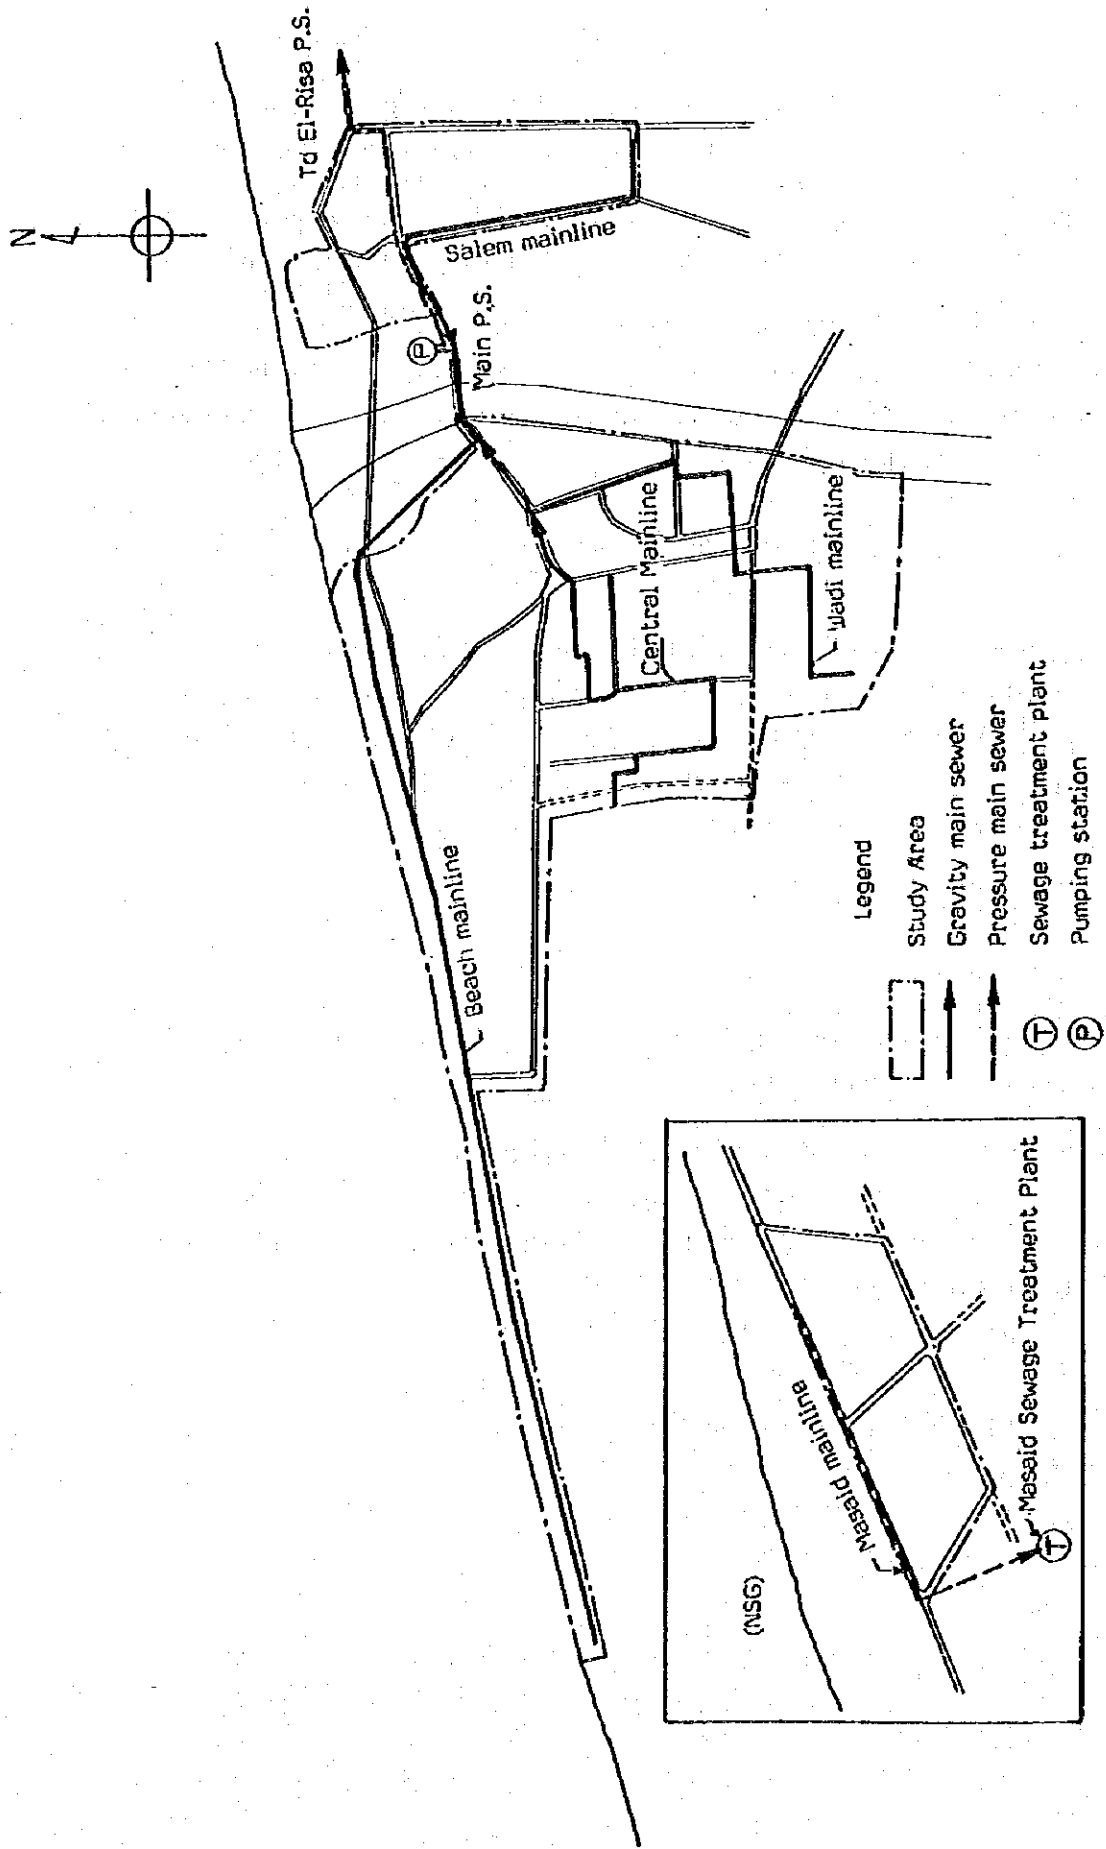 N
Td El-Risa P.S.
Salem mainline
P
Main P.S.
Central Mainline
Wadi mainline
Beach mainline
Legend
Study Area
Gravity main sewer
Pressure main sewer
T
Sewage treatment plant
P
Pumping station
(NSG)
Masaid mainline
Masaid Sewage Treatment Plant
T